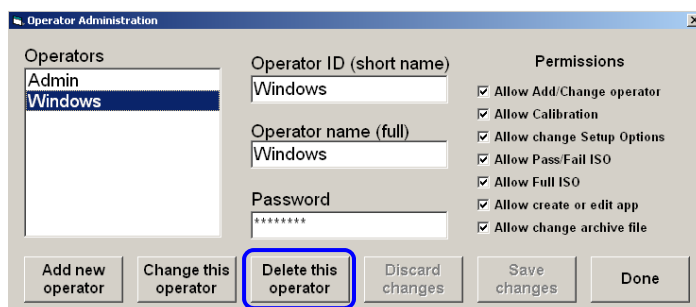 Operator Administration
Operators
Admin
Windows
Operator ID (short name)
Windows
Operator name (full)
Windows
Password
********
Permissions
Allow Add/Change operator
Allow Calibration
Allow change Setup Options
Allow Pass/Fail ISO
Allow Full ISO
Allow create or edit app
Allow change archive file
Add new
operator
Change this
operator
Delete this
operator
Discard
changes
Save
changes
Done